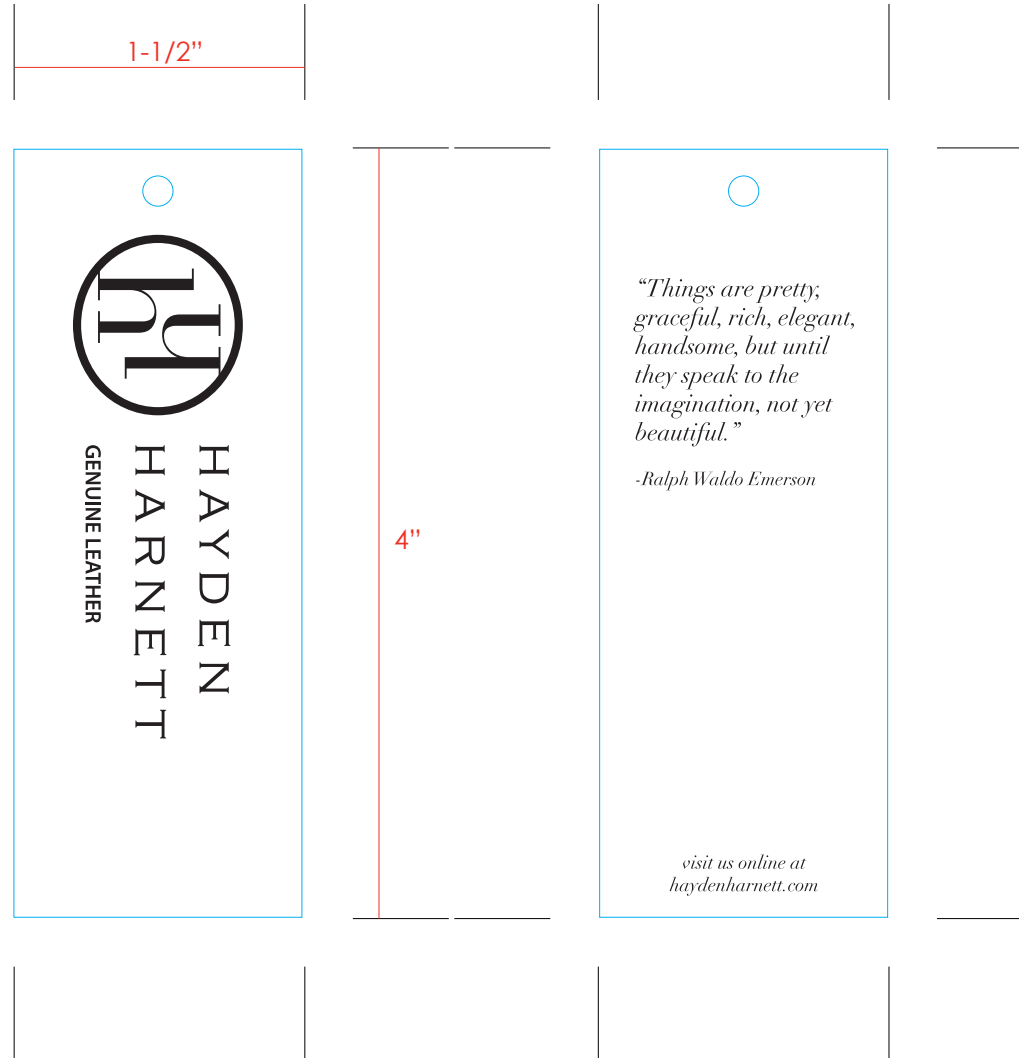 1-1/2”
hh
HAYDEN
HARNETT
GENUINE LEATHER
4”
“Things are pretty,
graceful, rich, elegant,
handsome, but until
they speak to the
imagination, not yet
beautiful.”
-Ralph Waldo Emerson
visit us online at
haydenharnett.com